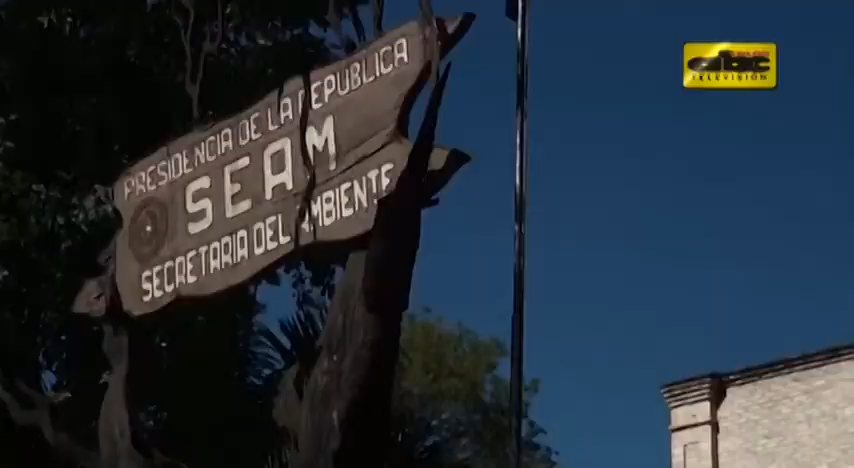 PRESIDENCIA DE LA REPUBLICA
SEAM
SECRETARIA DEL AMBIENTE
abc
TELEVISION